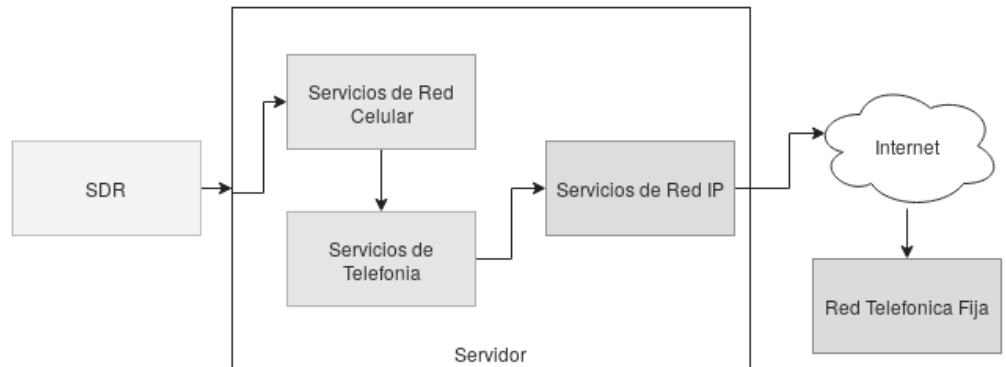 SDR
Servicios de Red
Celular
Servicios de
Telefonia
Servicios de Red IP
Internet
Red Telefonica Fija
Servidor